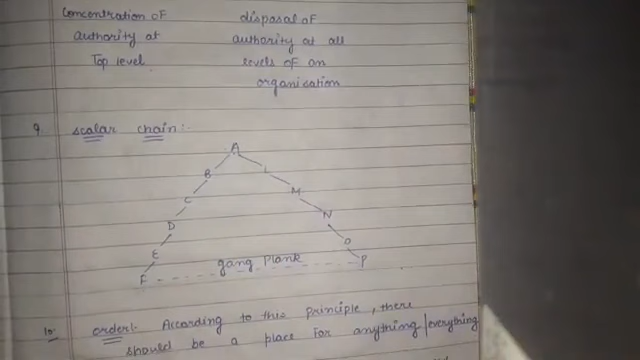 concentration of disposal of
authority at authority at all
Top level levels of an
organisation
9. scalar chain:-
A
B L
C M
D N
E O
F gang Plank P
10:- order:- According to this principle, there
should be a place for anything/everything